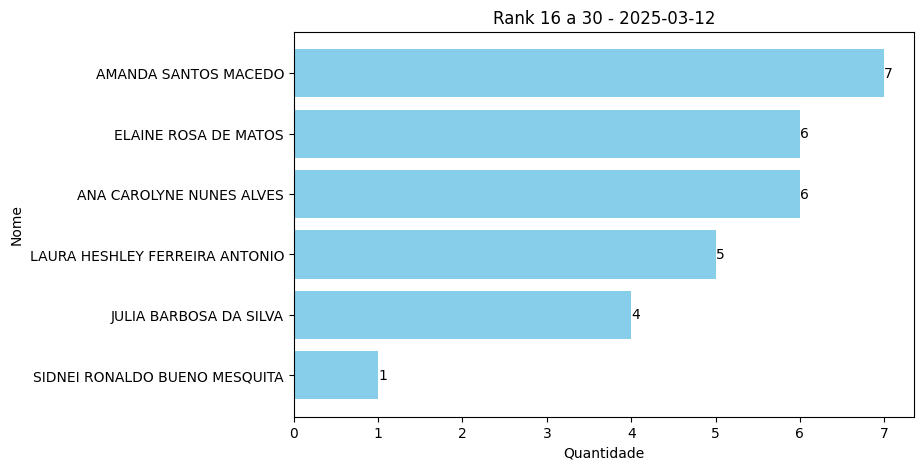 Rank 16 a 30 - 2025-03-12
AMANDA SANTOS MACEDO
7
ELAINE ROSA DE MATOS
6
ANA CAROLYNE NUNES ALVES
6
LAURA HESHLEY FERREIRA ANTONIO
5
JULIA BARBOSA DA SILVA
4
SIDNEI RONALDO BUENO MESQUITA
1
Nome
0 1 2 3 4 5 6 7
Quantidade